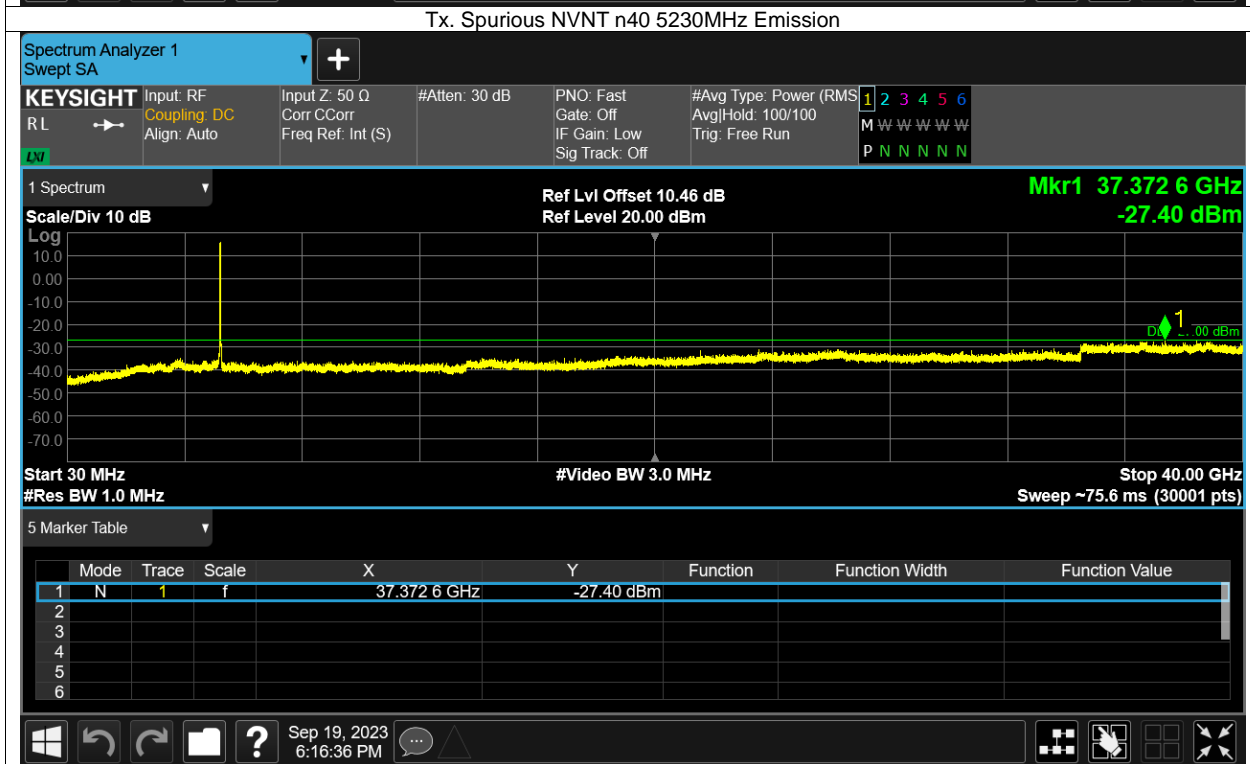 Tx. Spurious NVNT n40 5230MHz Emission
Spectrum Analyzer 1
Swept SA
+
KEYSIGHT Input: RF Input Z: 50 Ω #Atten: 30 dB PNO: Fast #Avg Type: Power (RMS 1 2 3 4 5 6
RL Coupling: DC Corr CCorr Gate: Off Avg|Hold: 100/100 M W W W W W
Align: Auto Freq Ref: Int (S) IF Gain: Low Trig: Free Run
LXI Sig Track: Off P N N N N N N
1 Spectrum Ref Lvl Offset 10.46 dB Mkr1 37.372 6 GHz
Scale/Div 10 dB Ref Level 20.00 dBm -27.40 dBm
Log
10.0
0.00
-10.0
-20.0 1
.00 dBm
-30.0
-40.0
-50.0
-60.0
-70.0
Start 30 MHz #Video BW 3.0 MHz Stop 40.00 GHz
#Res BW 1.0 MHz Sweep ~75.6 ms (30001 pts)
5 Marker Table
Mode Trace Scale X Y Function Function Width Function Value
1 N 1 f 37.372 6 GHz -27.40 dBm
2
3
4
5
6
? Sep 19, 2023
6:16:36 PM